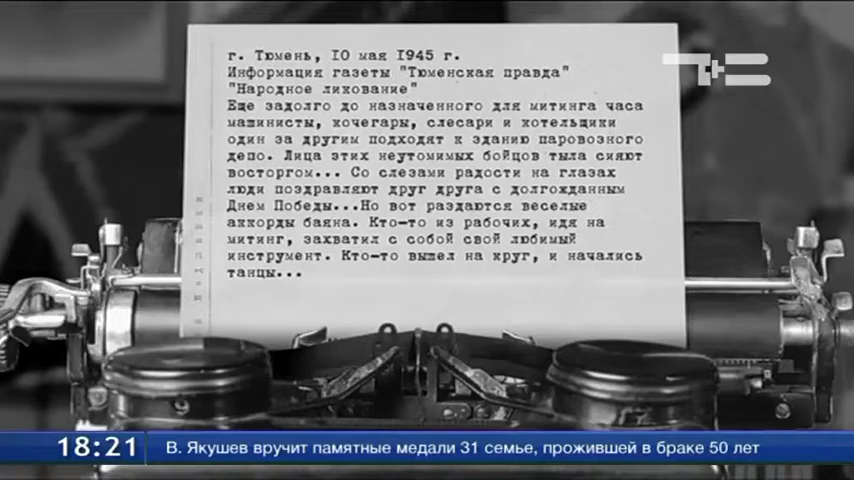 г. Тюмень, 10 мая 1945 г.
Информация газеты "Тюменская правда"
"Народное ликование"
Еще задолго до назначенного для митинга часа
машинисты, кочегары, слесари и котельщики
один за другим подходят к зданию паровозного
депо. Лица этих неутомимых бойцов тыла сияют
восторгом... Со слезами радости на глазах
люди поздравляют друг друга с долгожданным
Днем Победы...Но вот раздаются веселые
аккорды баяна. Кто-то из рабочих, идя на
митинг, захватил с собой свой любимый
инструмент. Кто-то вышел на круг, и начались
танцы...
18:21 В. Якушев вручит памятные медали 31 семье, прожившей в браке 50 лет